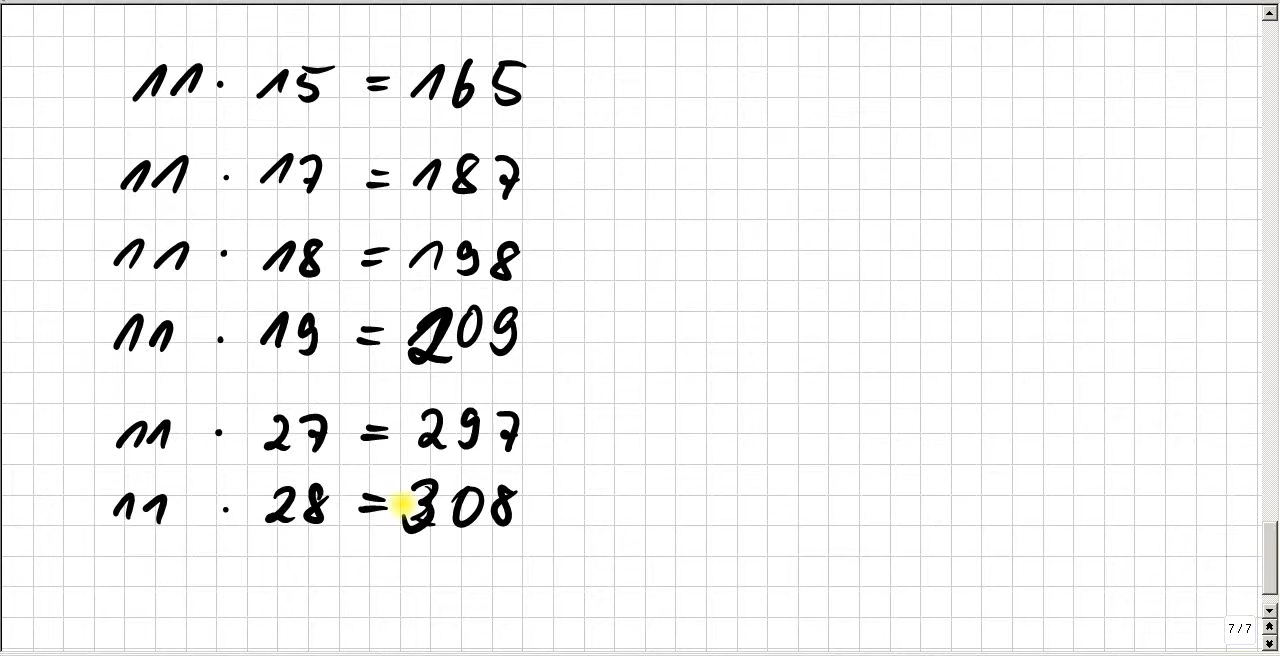 11 · 15 = 165
11 · 17 = 187
11 · 18 = 198
11 · 19 = 209
11 · 27 = 297
11 · 28 = 308
7/7